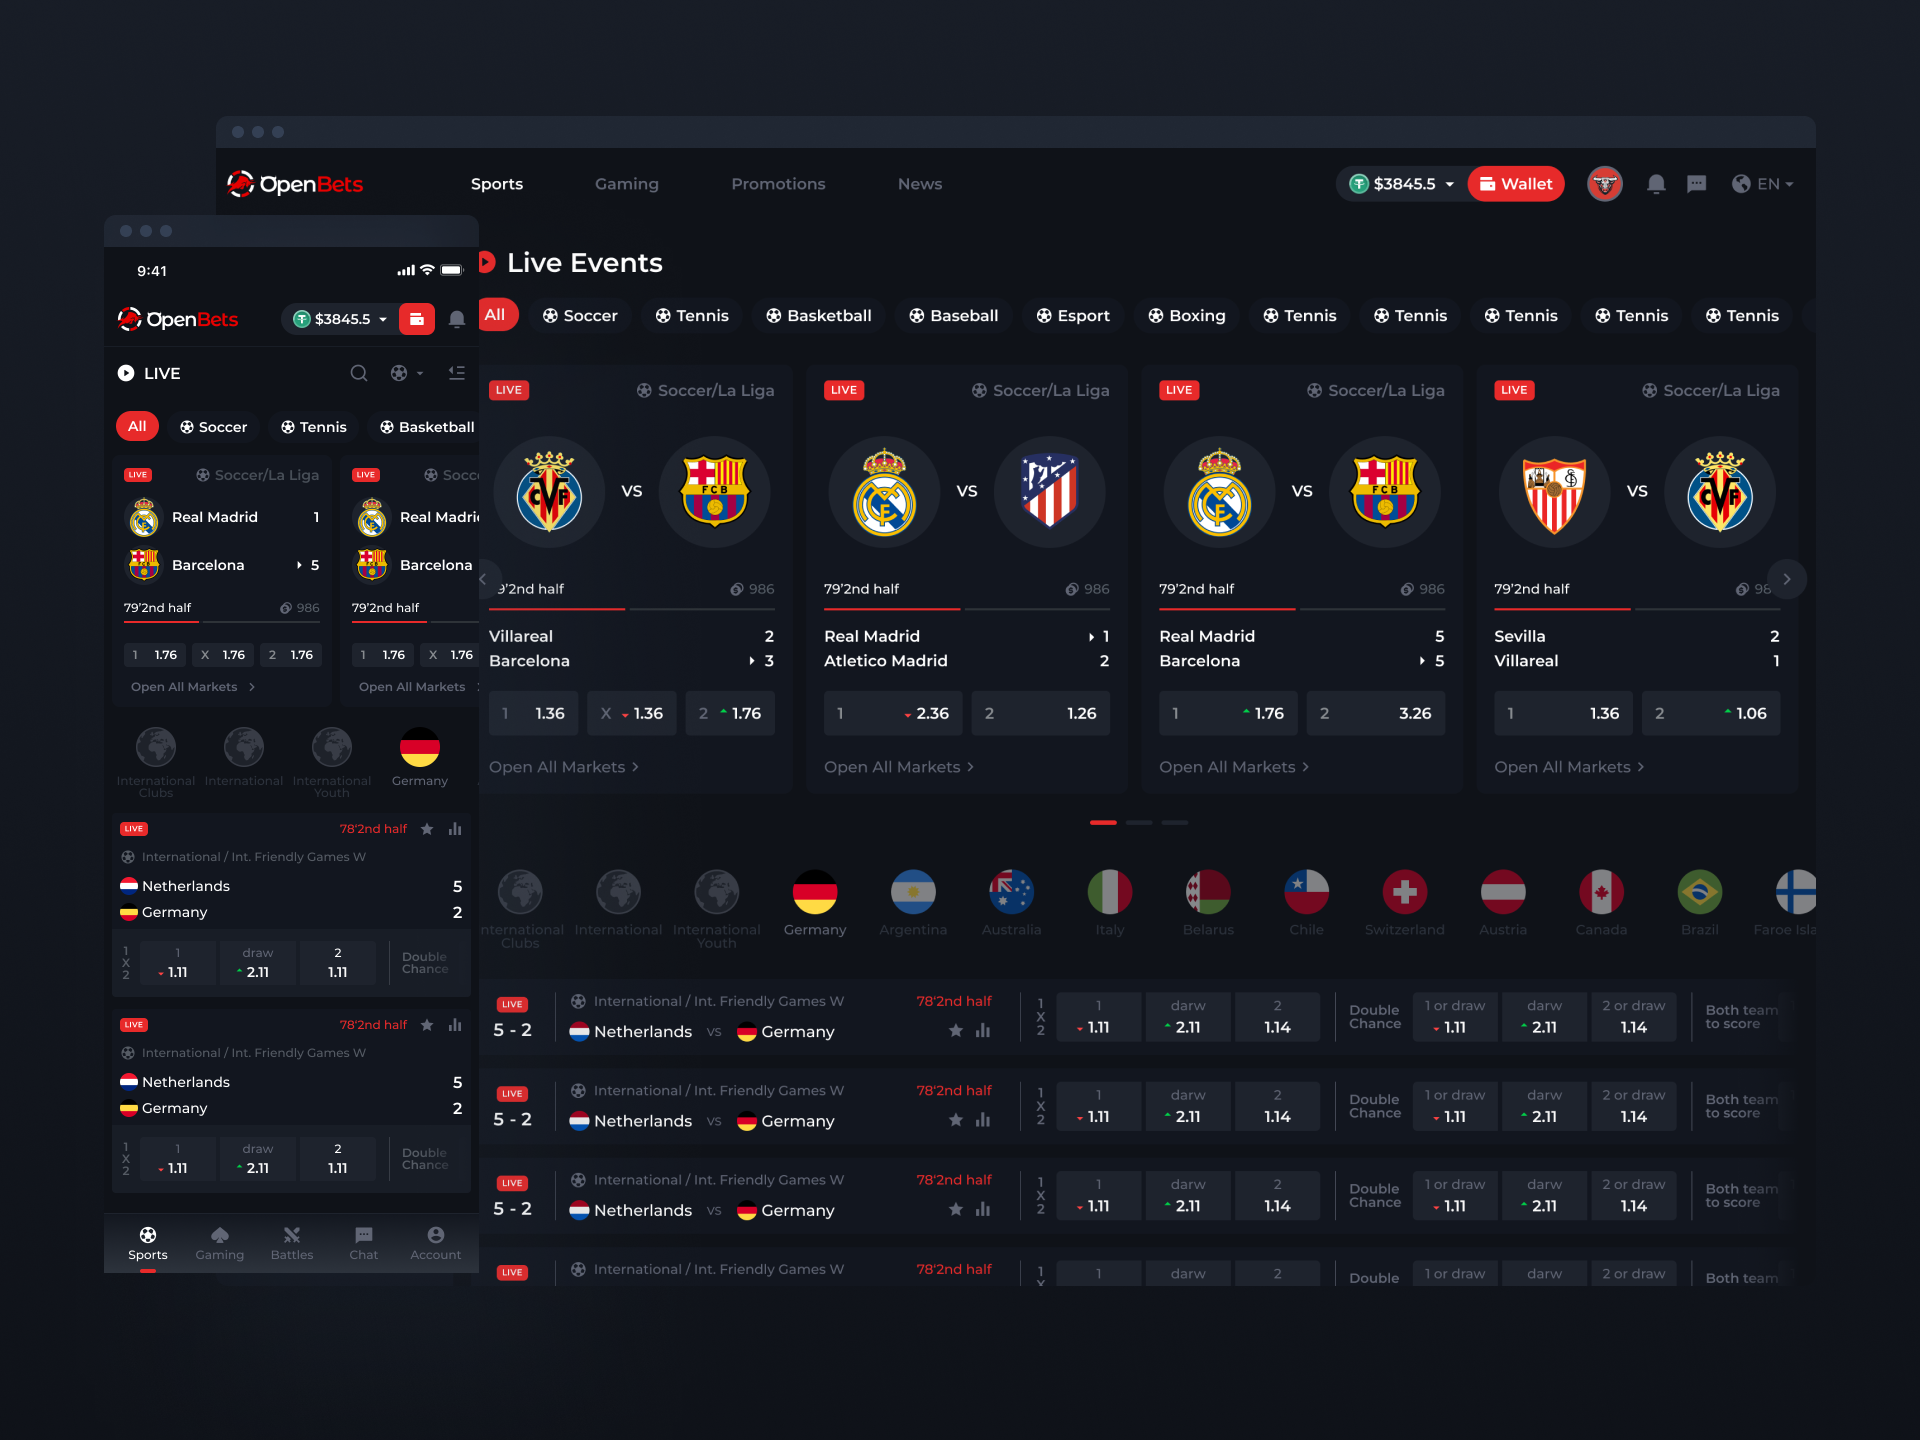 OpenBets
Sports
Gaming
Promotions
News
$3845.5
Wallet
EN
Live Events
All
Soccer
Tennis
Basketball
Baseball
Esport
Boxing
Tennis
Tennis
Tennis
Tennis
Tennis
LIVE
Soccer/La Liga
VS
9'2nd half
986
Villareal 2
Barcelona 3
1 1.36
X 1.36
2 1.76
Open All Markets
LIVE
Soccer/La Liga
VS
79'2nd half
986
Real Madrid 1
Atletico Madrid 2
1 2.36
2 1.26
Open All Markets
LIVE
Soccer/La Liga
FCB
VS
79'2nd half
986
Real Madrid 5
Barcelona 5
1 1.76
2 3.26
Open All Markets
LIVE
Soccer/La Liga
VS
79'2nd half
98
Sevilla 2
Villareal 1
1 1.36
2 1.06
Open All Markets
nternational
Clubs
International
International
Youth
Germany
Argentina
Australia
Italy
Belarus
Chile
Switzerland
Austria
Canada
Brazil
Faroe Isla
LIVE
5 - 2
International / Int. Friendly Games W
78'2nd half
Netherlands VS Germany
1
X
2
1
1.11
darw
2.11
2
1.14
Double
Chance
1 or draw
1.11
darw
2.11
2 or draw
1.14
Both team
to score
LIVE
5 - 2
International / Int. Friendly Games W
78'2nd half
Netherlands VS Germany
1
X
2
1
1.11
darw
2.11
2
1.14
Double
Chance
1 or draw
1.11
darw
2.11
2 or draw
1.14
Both team
to score
LIVE
5 - 2
International / Int. Friendly Games W
78'2nd half
Netherlands VS Germany
1
X
2
1
1.11
darw
2.11
2
1.14
Double
Chance
1 or draw
1.11
darw
2.11
2 or draw
1.14
Both team
to score
LIVE
International / Int. Friendly Games W
78'2nd half
1
X
1
darw
2
Double
1 or draw
darw
2 or draw
Both team
9:41
OpenBets
$3845.5
LIVE
All
Soccer
Tennis
Basketball
LIVE
Soccer/La Liga
Real Madrid 1
Barcelona 5
79'2nd half
986
1 1.76
X 1.76
2 1.76
Open All Markets
LIVE
Socc
Real Madri
Barcelona
79'2nd half
1 1.76
X 1.76
Open All Markets
International
Clubs
International
International
Youth
Germany
LIVE
78'2nd half
International / Int. Friendly Games W
Netherlands 5
Germany 2
1
X
2
1
1.11
draw
2.11
2
1.11
Double
Chance
LIVE
78'2nd half
International / Int. Friendly Games W
Netherlands 5
Germany 2
1
X
2
1
1.11
draw
2.11
2
1.11
Double
Chance
Sports
Gaming
Battles
Chat
Account